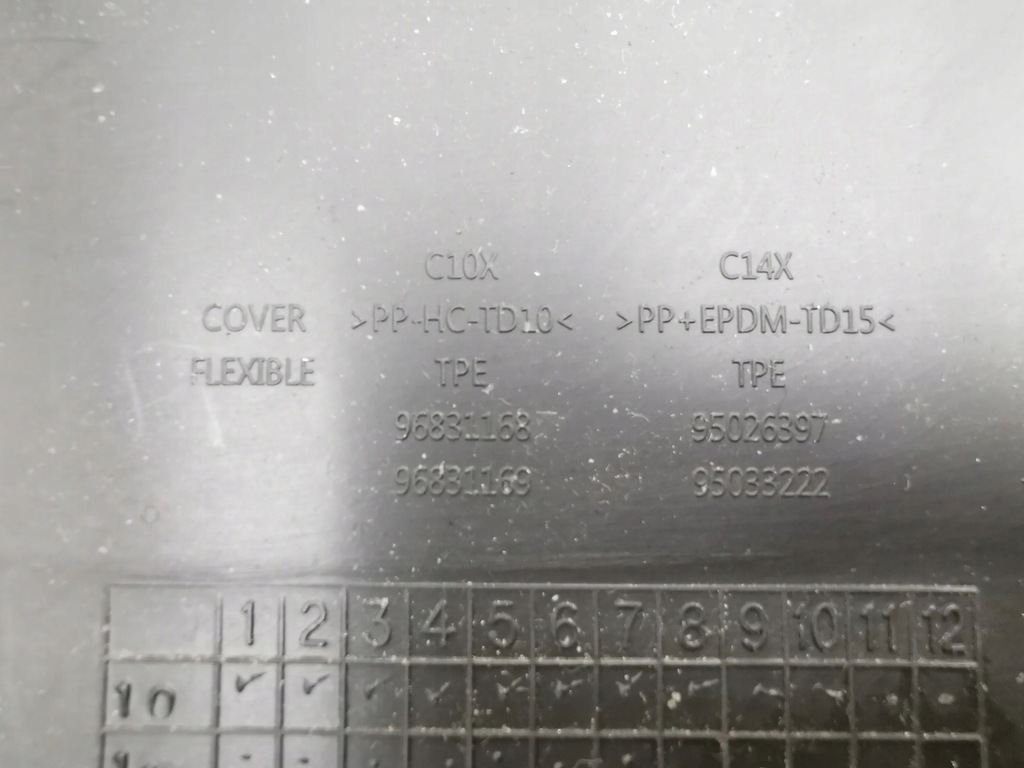 C10X C14X
COVER >PP-HC-TD10< >PP+EPDM-TD15<
FLEXIBLE TPE TPE
96831168 95026397
96831169 95033222
1 2 3 4 5 6 7 8 9 10 11 12
10